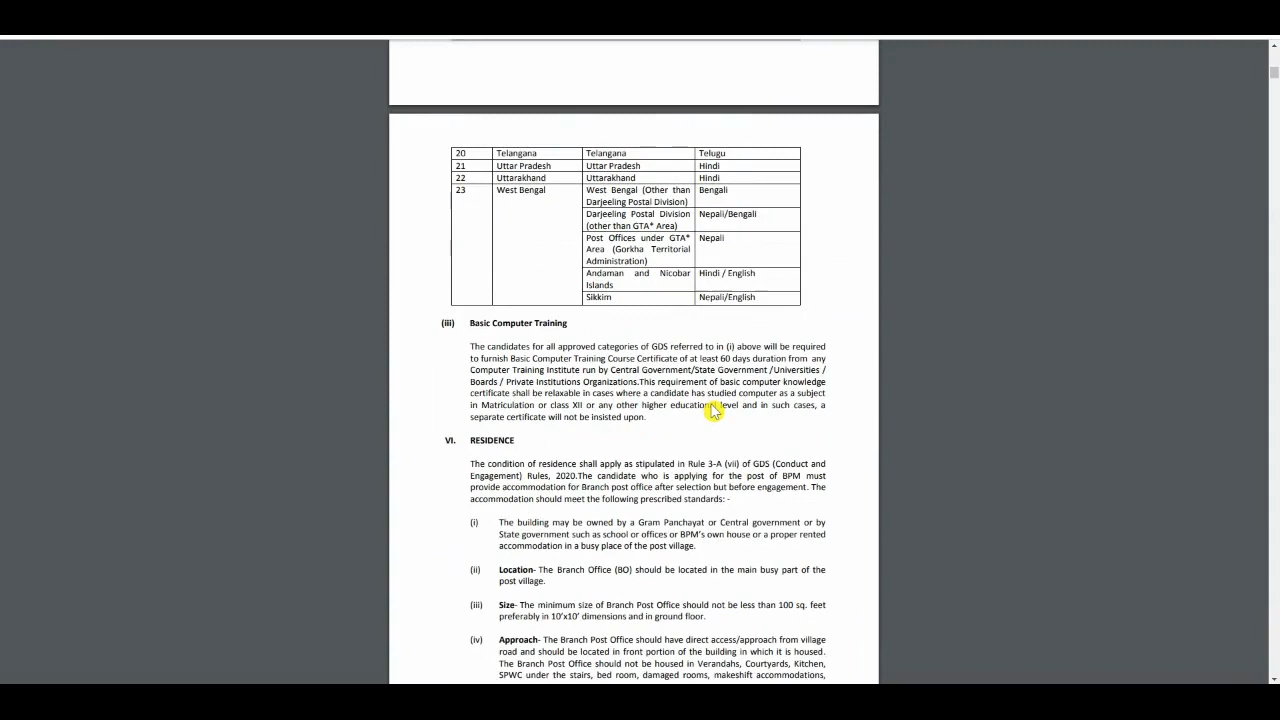 20 Telangana Telangana Telugu
21 Uttar Pradesh Uttar Pradesh Hindi
22 Uttarakhand Uttarakhand Hindi
23 West Bengal West Bengal (Other than Bengali
Darjeeling Postal Division)
Darjeeling Postal Division Nepali/Bengali
(other than GTA* Area)
Post Offices under GTA* Nepali
Area (Gorkha Territorial
Administration)
Andaman and Nicobar Hindi / English
Islands
Sikkim Nepali/English
(iii) Basic Computer Training
The candidates for all approved categories of GDS referred to in (i) above will be required
to furnish Basic Computer Training Course Certificate of at least 60 days duration from any
Computer Training Institute run by Central Government/State Government /Universities /
Boards / Private Institutions Organizations.This requirement of basic computer knowledge
certificate shall be relaxable in cases where a candidate has studied computer as a subject
in Matriculation or class XII or any other higher educational level and in such cases, a
separate certificate will not be insisted upon.
VI. RESIDENCE
The condition of residence shall apply as stipulated in Rule 3-A (vii) of GDS (Conduct and
Engagement) Rules, 2020.The candidate who is applying for the post of BPM must
provide accommodation for Branch post office after selection but before engagement. The
accommodation should meet the following prescribed standards: -
(i) The building may be owned by a Gram Panchayat or Central government or by
State government such as school or offices or BPM's own house or a proper rented
accommodation in a busy place of the post village.
(ii) Location- The Branch Office (BO) should be located in the main busy part of the
post village.
(iii) Size- The minimum size of Branch Post Office should not be less than 100 sq. feet
preferably in 10'x10' dimensions and in ground floor.
(iv) Approach- The Branch Post Office should have direct access/approach from village
road and should be located in front portion of the building in which it is housed.
The Branch Post Office should not be housed in Verandahs, Courtyards, Kitchen,
SPWC under the stairs, bed room, damaged rooms, makeshift accommodations,